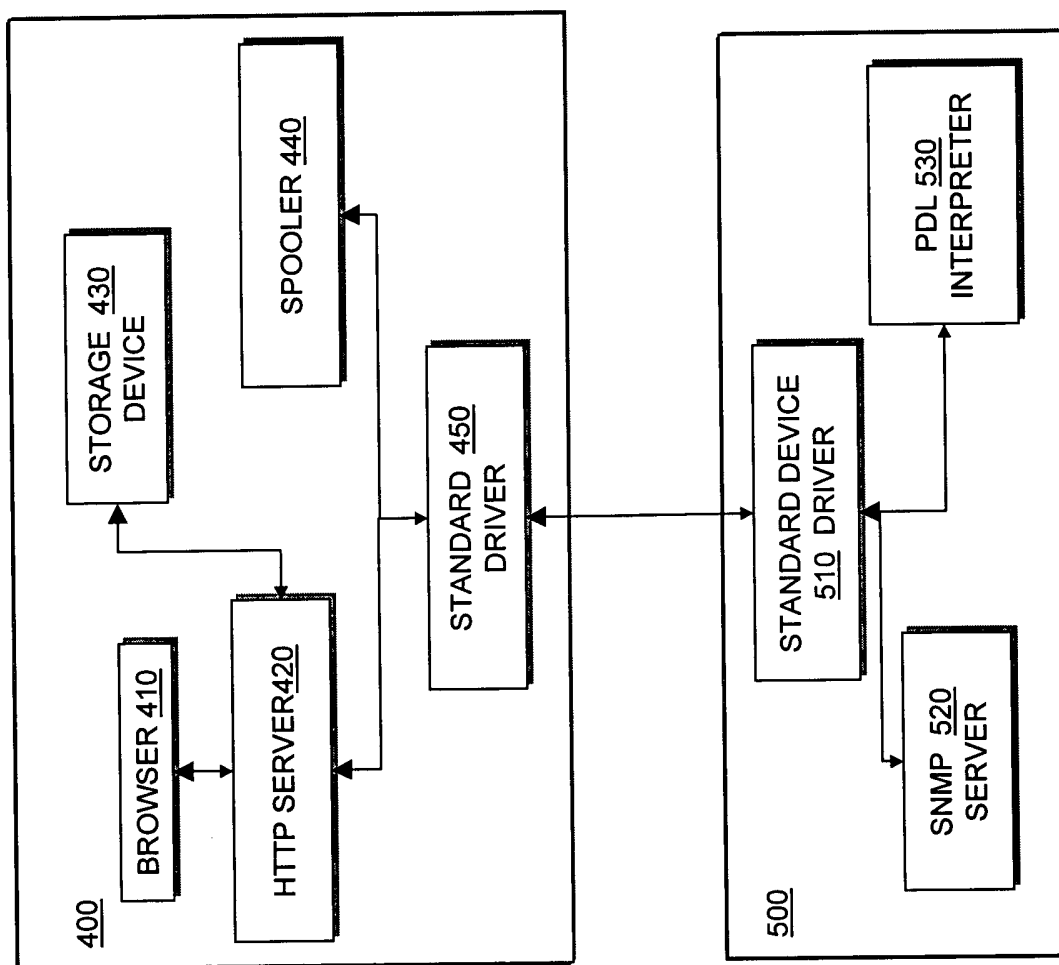 400
BROWSER 410
HTTP SERVER420
STORAGE 430
DEVICE
SPOOLER 440
STANDARD 450
DRIVER
500
STANDARD DEVICE
510 DRIVER
SNMP 520
SERVER
PDL 530
INTERPRETER